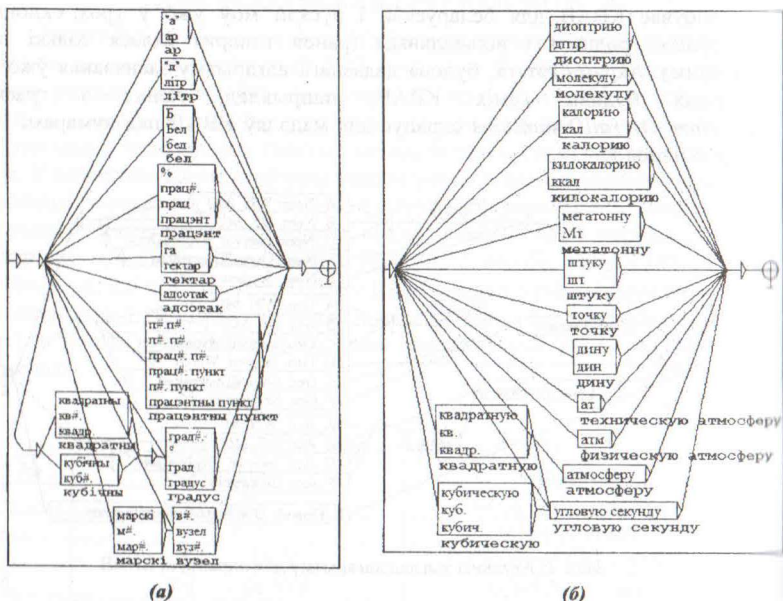 "а"
ар
ар
"л"
літр
літр
Бел
бел
бел
%
прац#.
прац
працэнт
працэнт
га
гектар
гектар
адсотак
адсотак
п#.п#.
п#. п#.
прац#. п#.
прац#. пункт
п#. пункт
працэнтны пункт
працэнтны пункт
квадратны
кв#.
квадр.
квадратны
кубічны
куб#.
кубічны
град#.
°
град
градус
градус
марскі
м#.
мар#.
марскі
в#.
вузел
вуз#.
вузел
(а)
диоптрию
дптр
диоптрию
молекулу
молекулу
калорию
кал
калорию
килокалорию
ккал
килокалорию
мегатонну
Мт
мегатонну
штуку
шт
штуку
точку
точку
дину
дин
дину
ат
техническую атмосферу
атм
физическую атмосферу
квадратную
кв.
квадр.
квадратную
атмосферу
атмосферу
кубическую
куб.
кубич.
кубическую
угловую секунду
угловую секунду
(б)